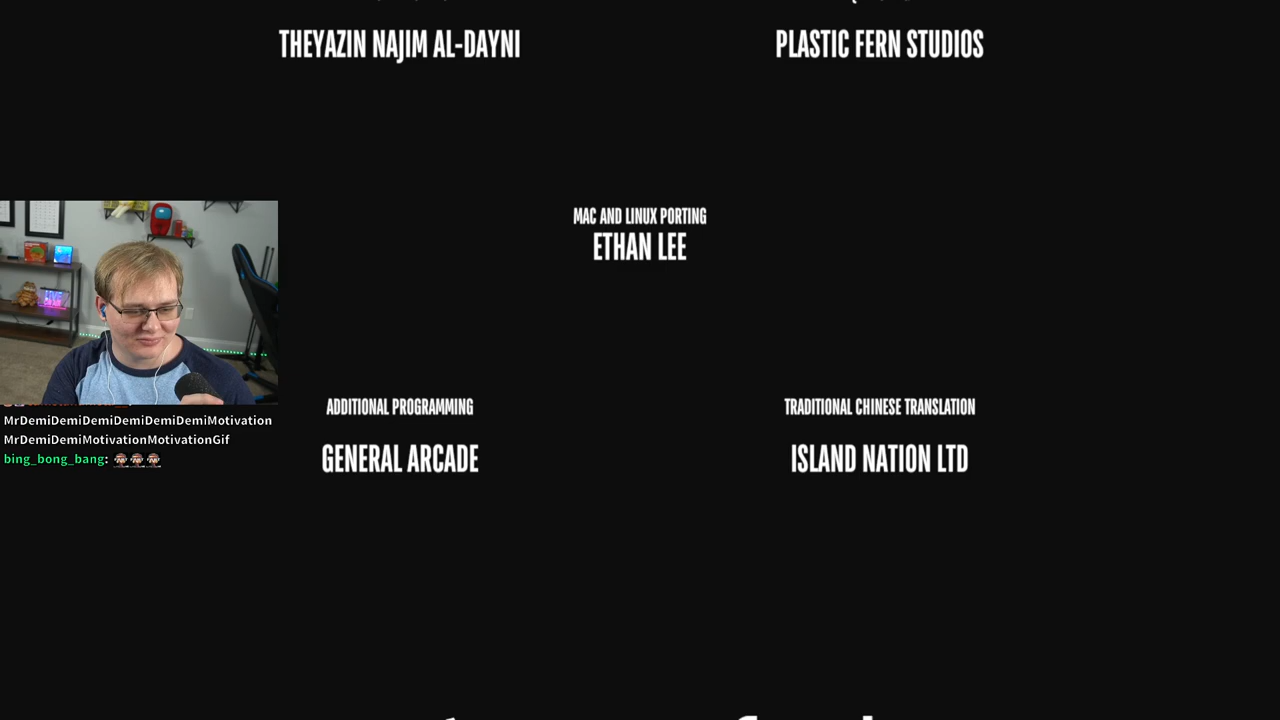 THEYAZIN NAJIM AL-DAYNI
PLASTIC FERN STUDIOS
MAC AND LINUX PORTING
ETHAN LEE
ADDITIONAL PROGRAMMING
TRADITIONAL CHINESE TRANSLATION
GENERAL ARCADE
ISLAND NATION LTD
MrDemiDemiDemiDemiDemiDemiMotivation
MrDemiDemiMotivationMotivationGif
bing_bong_bang: